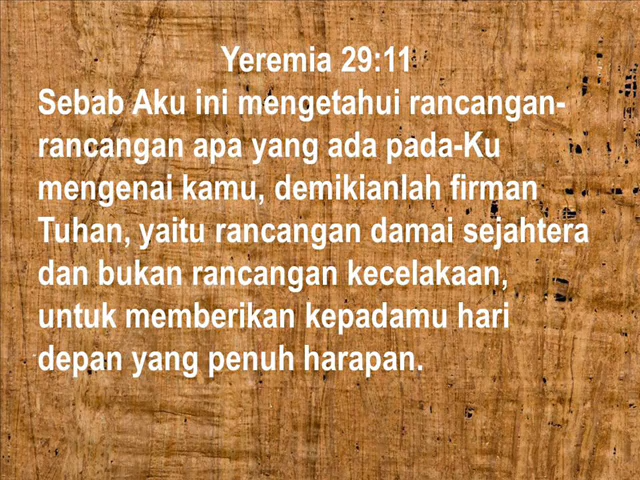 Yeremia 29:11
Sebab Aku ini mengetahui rancangan-
rancangan apa yang ada pada-Ku
mengenai kamu, demikianlah firman
Tuhan, yaitu rancangan damai sejahtera
dan bukan rancangan kecelakaan,
untuk memberikan kepadamu hari
depan yang penuh harapan.